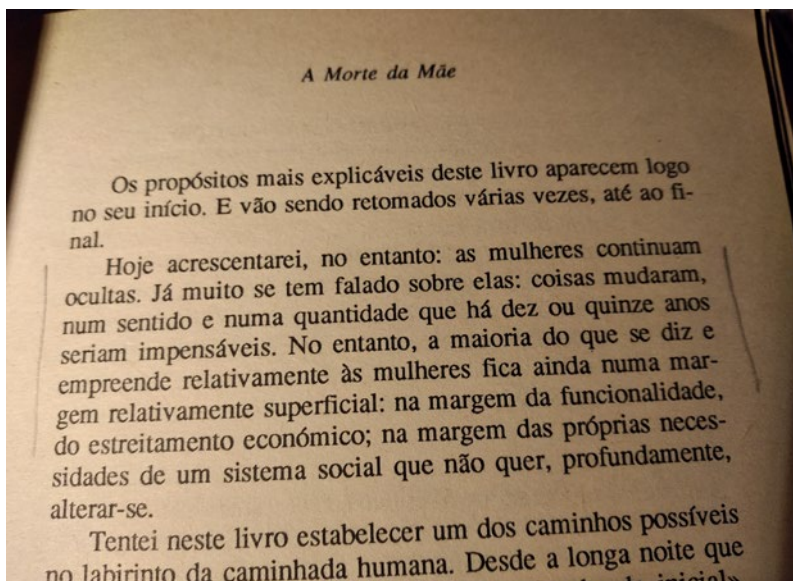 A Morte da Mãe
Os propósitos mais explicáveis deste livro aparecem logo
no seu início. E vão sendo retomados várias vezes, até ao fi-
nal.
Hoje acrescentarei, no entanto: as mulheres continuam
ocultas. Já muito se tem falado sobre elas: coisas mudaram,
num sentido e numa quantidade que há dez ou quinze anos
seriam impensáveis. No entanto, a maioria do que se diz e
empreende relativamente às mulheres fica ainda numa mar-
gem relativamente superficial: na margem da funcionalidade,
do estreitamento económico; na margem das próprias neces-
sidades de um sistema social que não quer, profundamente,
alterar-se.
Tentei neste livro estabelecer um dos caminhos possíveis
no labirinto da caminhada humana. Desde a longa noite que
inicial»